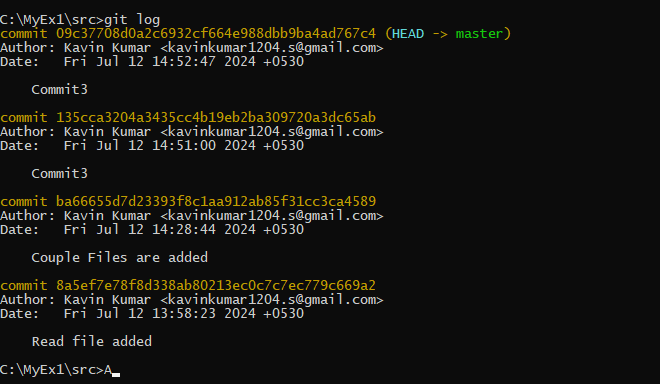 C:\MyEx1\src>git log
commit 09c37708d0a2c6932cf664e988dbb9ba4ad767c4 (HEAD -> master)
Author: Kavin Kumar <kavinkumar1204.s@gmail.com>
Date:   Fri Jul 12 14:52:47 2024 +0530
    Commit3
commit 135cca3204a3435cc4b19eb2ba309720a3dc65ab
Author: Kavin Kumar <kavinkumar1204.s@gmail.com>
Date:   Fri Jul 12 14:51:00 2024 +0530
    Commit3
commit ba66655d7d23393f8c1aa912ab85f31cc3ca4589
Author: Kavin Kumar <kavinkumar1204.s@gmail.com>
Date:   Fri Jul 12 14:28:44 2024 +0530
    Couple Files are added
commit 8a5ef7e78f8d338ab80213ec0c7c7ec779c669a2
Author: Kavin Kumar <kavinkumar1204.s@gmail.com>
Date:   Fri Jul 12 13:58:23 2024 +0530
    Read file added
C:\MyEx1\src>A